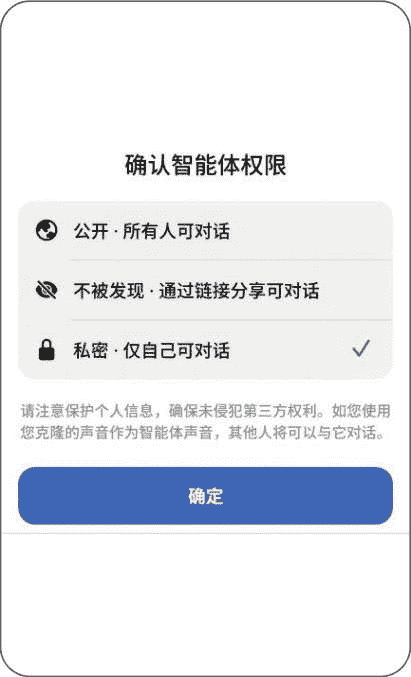 确认智能体权限
公开 · 所有人可对话
不被发现 · 通过链接分享可对话
私密 · 仅自己可对话
请注意保护个人信息，确保未侵犯第三方权利。如您使用
您克隆的声音作为智能体声音，其他人将可以与它对话。
确定